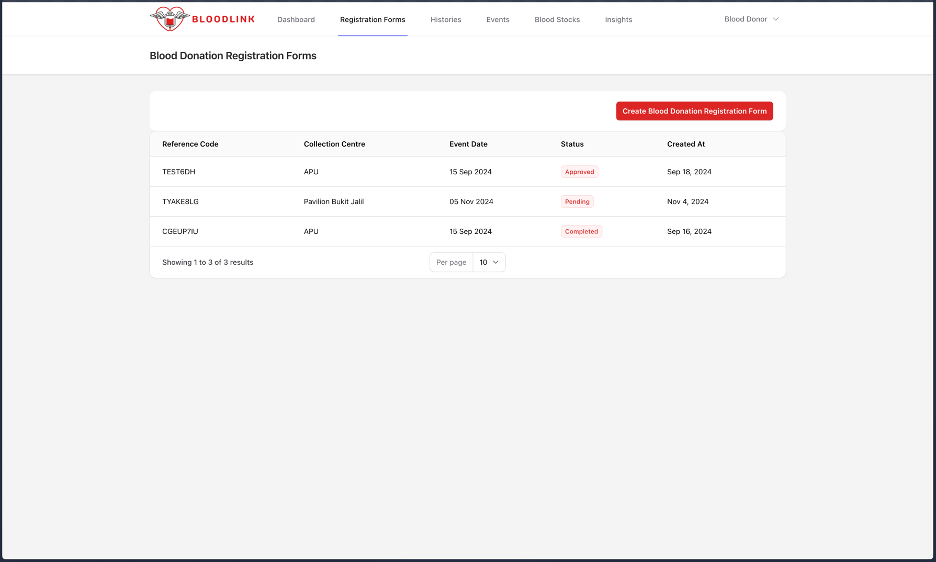 BLOODLINK Dashboard Registration Forms Histories Events Blood Stocks Insights Blood Donor
Blood Donation Registration Forms
Create Blood Donation Registration Form
Reference Code Collection Centre Event Date Status Created At
TEST6DH APU 15 Sep 2024 Approved Sep 18, 2024
TYAKE8LG Pavilion Bukit Jalil 05 Nov 2024 Pending Nov 4, 2024
CGEUP7IU APU 15 Sep 2024 Completed Sep 16, 2024
Showing 1 to 3 of 3 results Per page 10